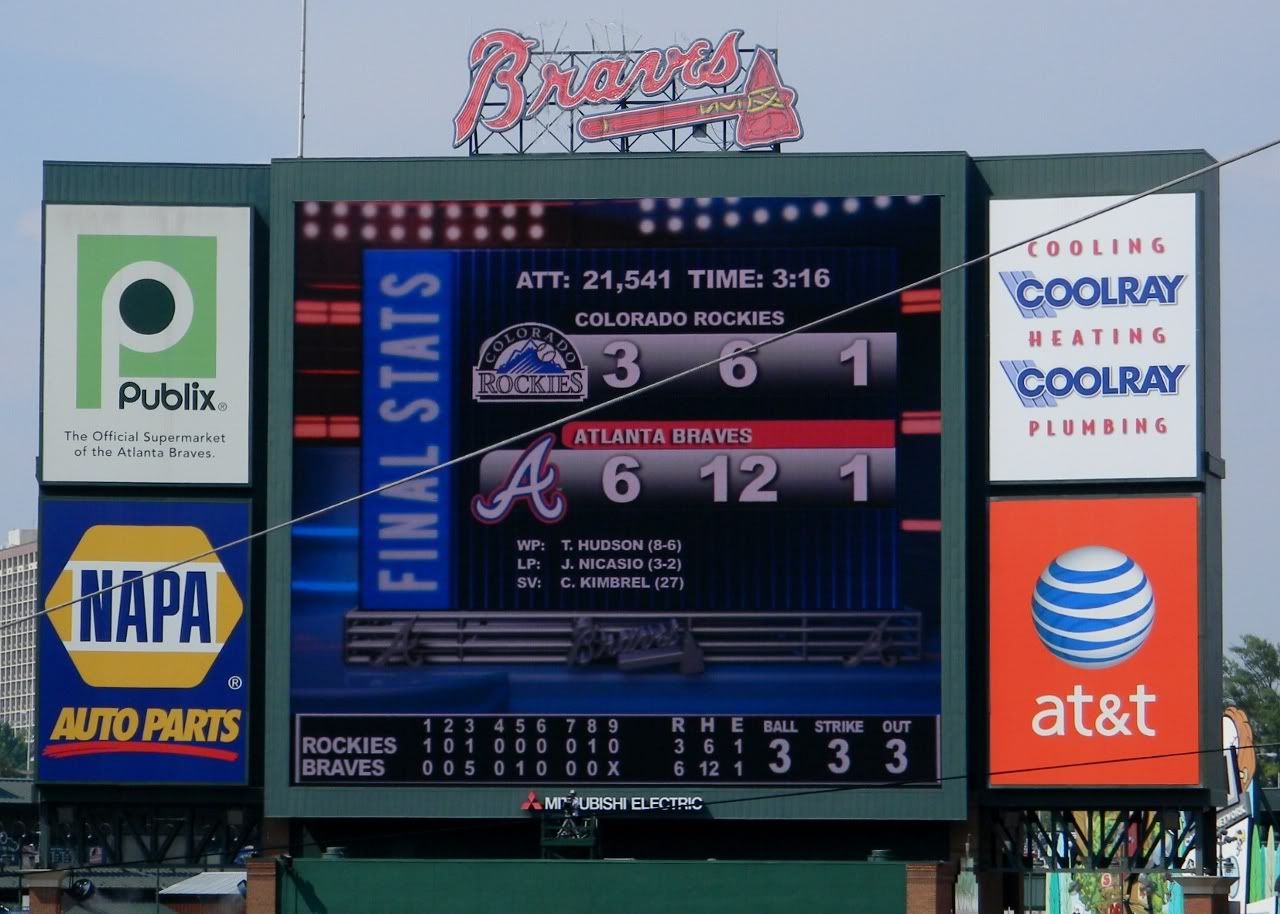 Braves
Publix®
The Official Supermarket
of the Atlanta Braves.
NAPA®
AUTO PARTS
FINAL STATS
ATT: 21,541 TIME: 3:16
COLORADO ROCKIES
COLORADO
ROCKIES
3 6 1
ATLANTA BRAVES
A 6 12 1
WP: T. HUDSON (8-6)
LP: J. NICASIO (3-2)
SV: C. KIMBREL (27)
Braves
1 2 3 4 5 6 7 8 9 R H E BALL STRIKE OUT
ROCKIES 1 0 1 0 0 0 0 1 0 3 6 1 3 3 3
BRAVES 0 0 5 0 1 0 0 0 X 6 12 1
MITSUBISHI ELECTRIC
COOLING
COOLRAY
HEATING
COOLRAY
PLUMBING
at&t